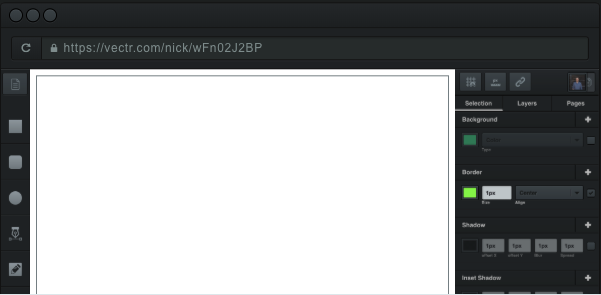 https://vectr.com/nick/wFn02J2BP
Selection Layers Pages
Background
Type
Border
1px Center
Size Align
Shadow
1px 1px 1px 1px
Offset X Offset Y Blur Spread
Inset Shadow